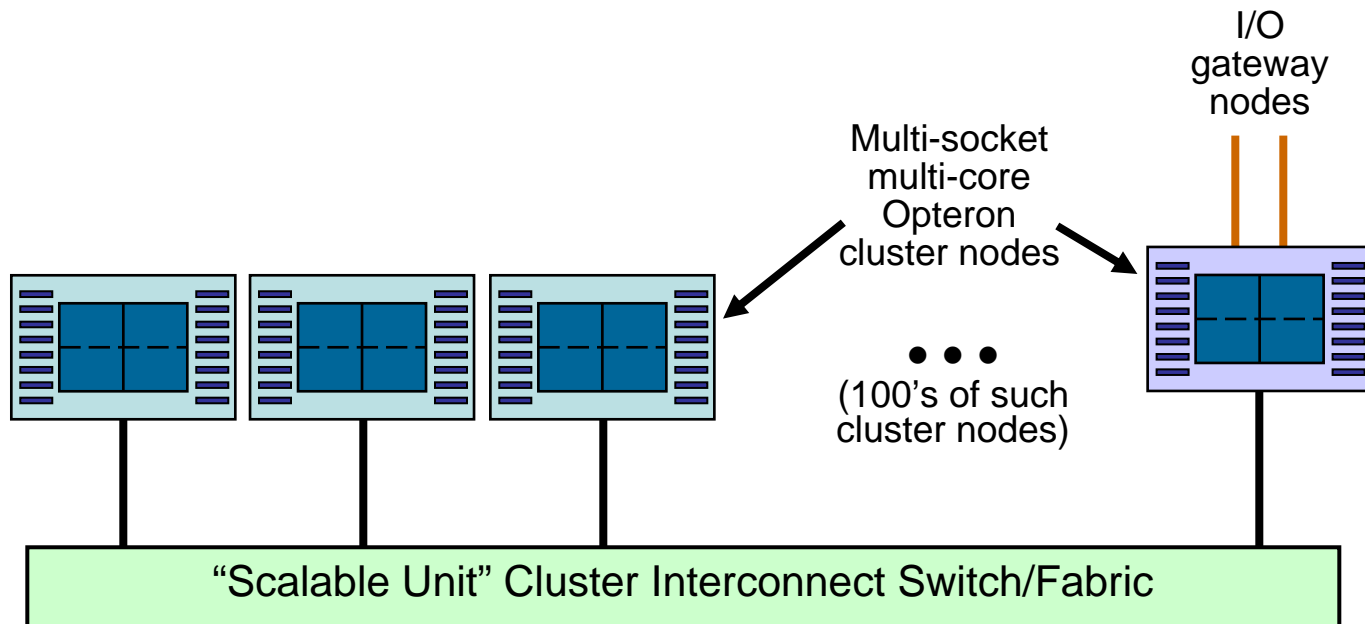 I/O
gateway
nodes
Multi-socket
multi-core
Opteron
cluster nodes
● ● ●
(100’s of such
cluster nodes)
“Scalable Unit” Cluster Interconnect Switch/Fabric